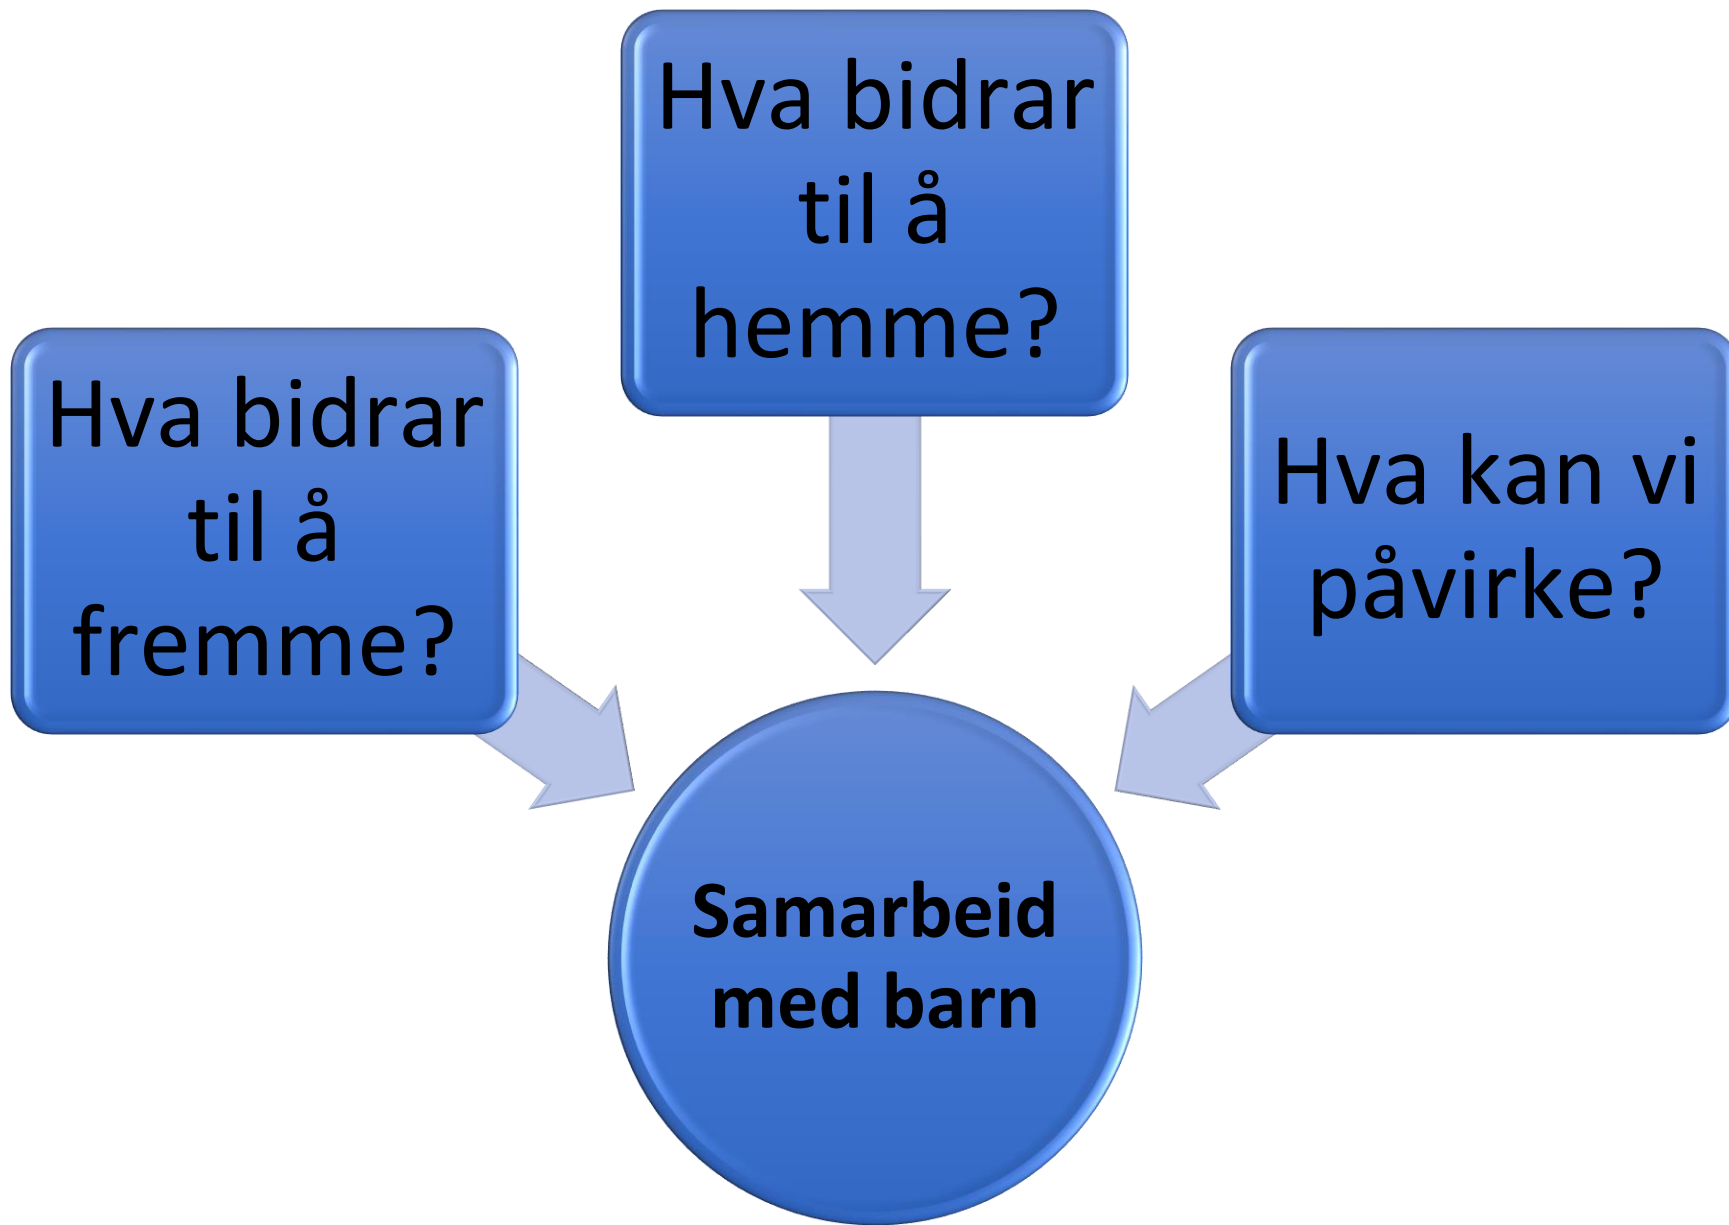 Hva bidrar
til å
fremme?
Hva bidrar
til å
hemme?
Hva kan vi
påvirke?
Samarbeid
med barn